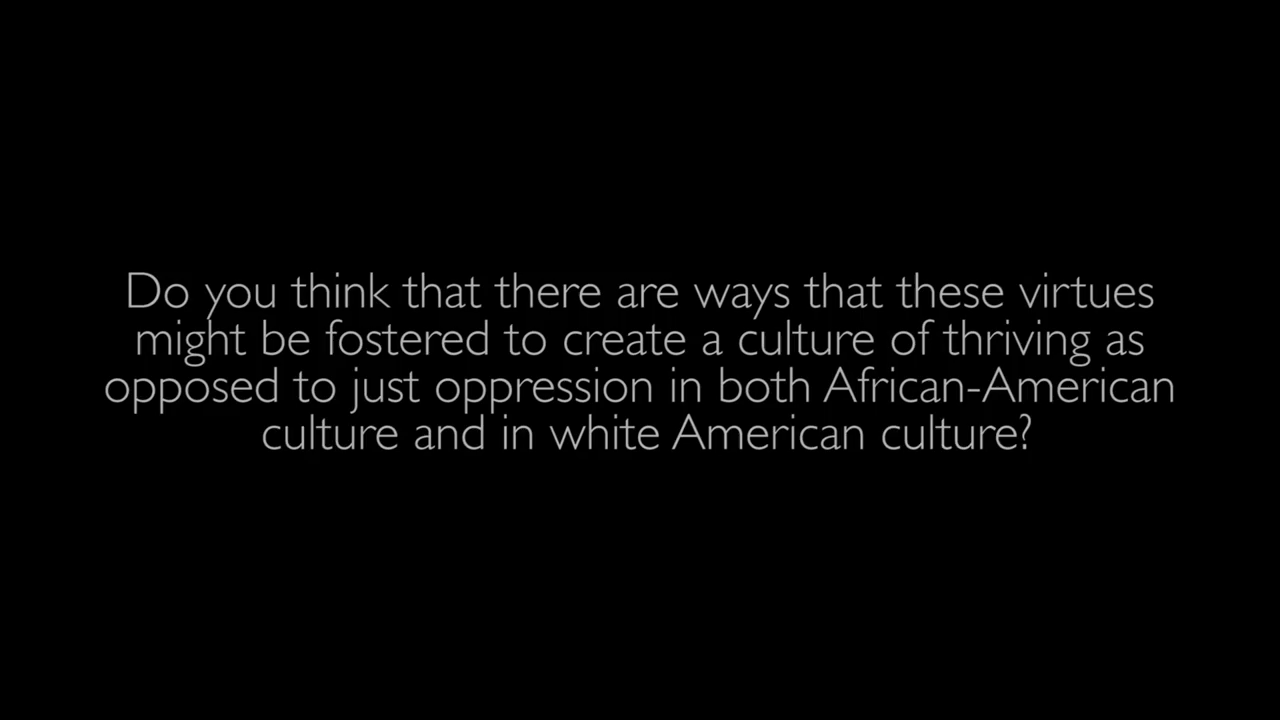 Do you think that there are ways that these virtues
might be fostered to create a culture of thriving as
opposed to just oppression in both African-American
culture and in white American culture?